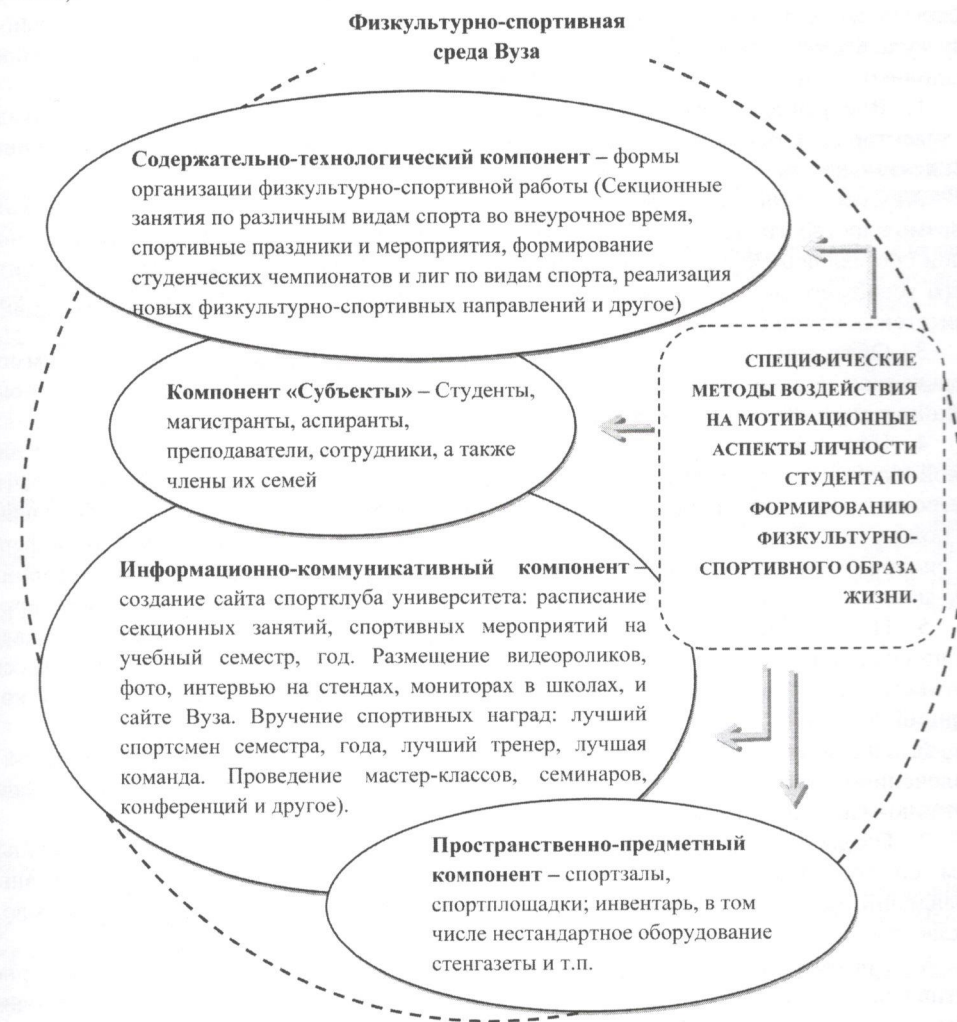 Физкультурно-спортивная
среда Вуза
Содержательно-технологический компонент – формы
организации физкультурно-спортивной работы (Секционные
занятия по различным видам спорта во внеурочное время,
спортивные праздники и мероприятия, формирование
студенческих чемпионатов и лиг по видам спорта, реализация
новых физкультурно-спортивных направлений и другое)
СПЕЦИФИЧЕСКИЕ
МЕТОДЫ ВОЗДЕЙСТВИЯ
НА МОТИВАЦИОННЫЕ
АСПЕКТЫ ЛИЧНОСТИ
СТУДЕНТА ПО
ФОРМИРОВАНИЮ
ФИЗКУЛЬТУРНО-
СПОРТИВНОГО ОБРАЗА
ЖИЗНИ.
Компонент «Субъекты» – Студенты,
магистранты, аспиранты,
преподаватели, сотрудники, а также
члены их семей
Информационно-коммуникативный компонент –
создание сайта спортклуба университета: расписание
секционных занятий, спортивных мероприятий на
учебный семестр, год. Размещение видеороликов,
фото, интервью на стендах, мониторах в школах, и
сайте Вуза. Вручение спортивных наград: лучший
спортсмен семестра, года, лучший тренер, лучшая
команда. Проведение мастер-классов, семинаров,
конференций и другое).
Пространственно-предметный
компонент – спортзалы,
спортплощадки; инвентарь, в том
числе нестандартное оборудование
стенгазеты и т.п.